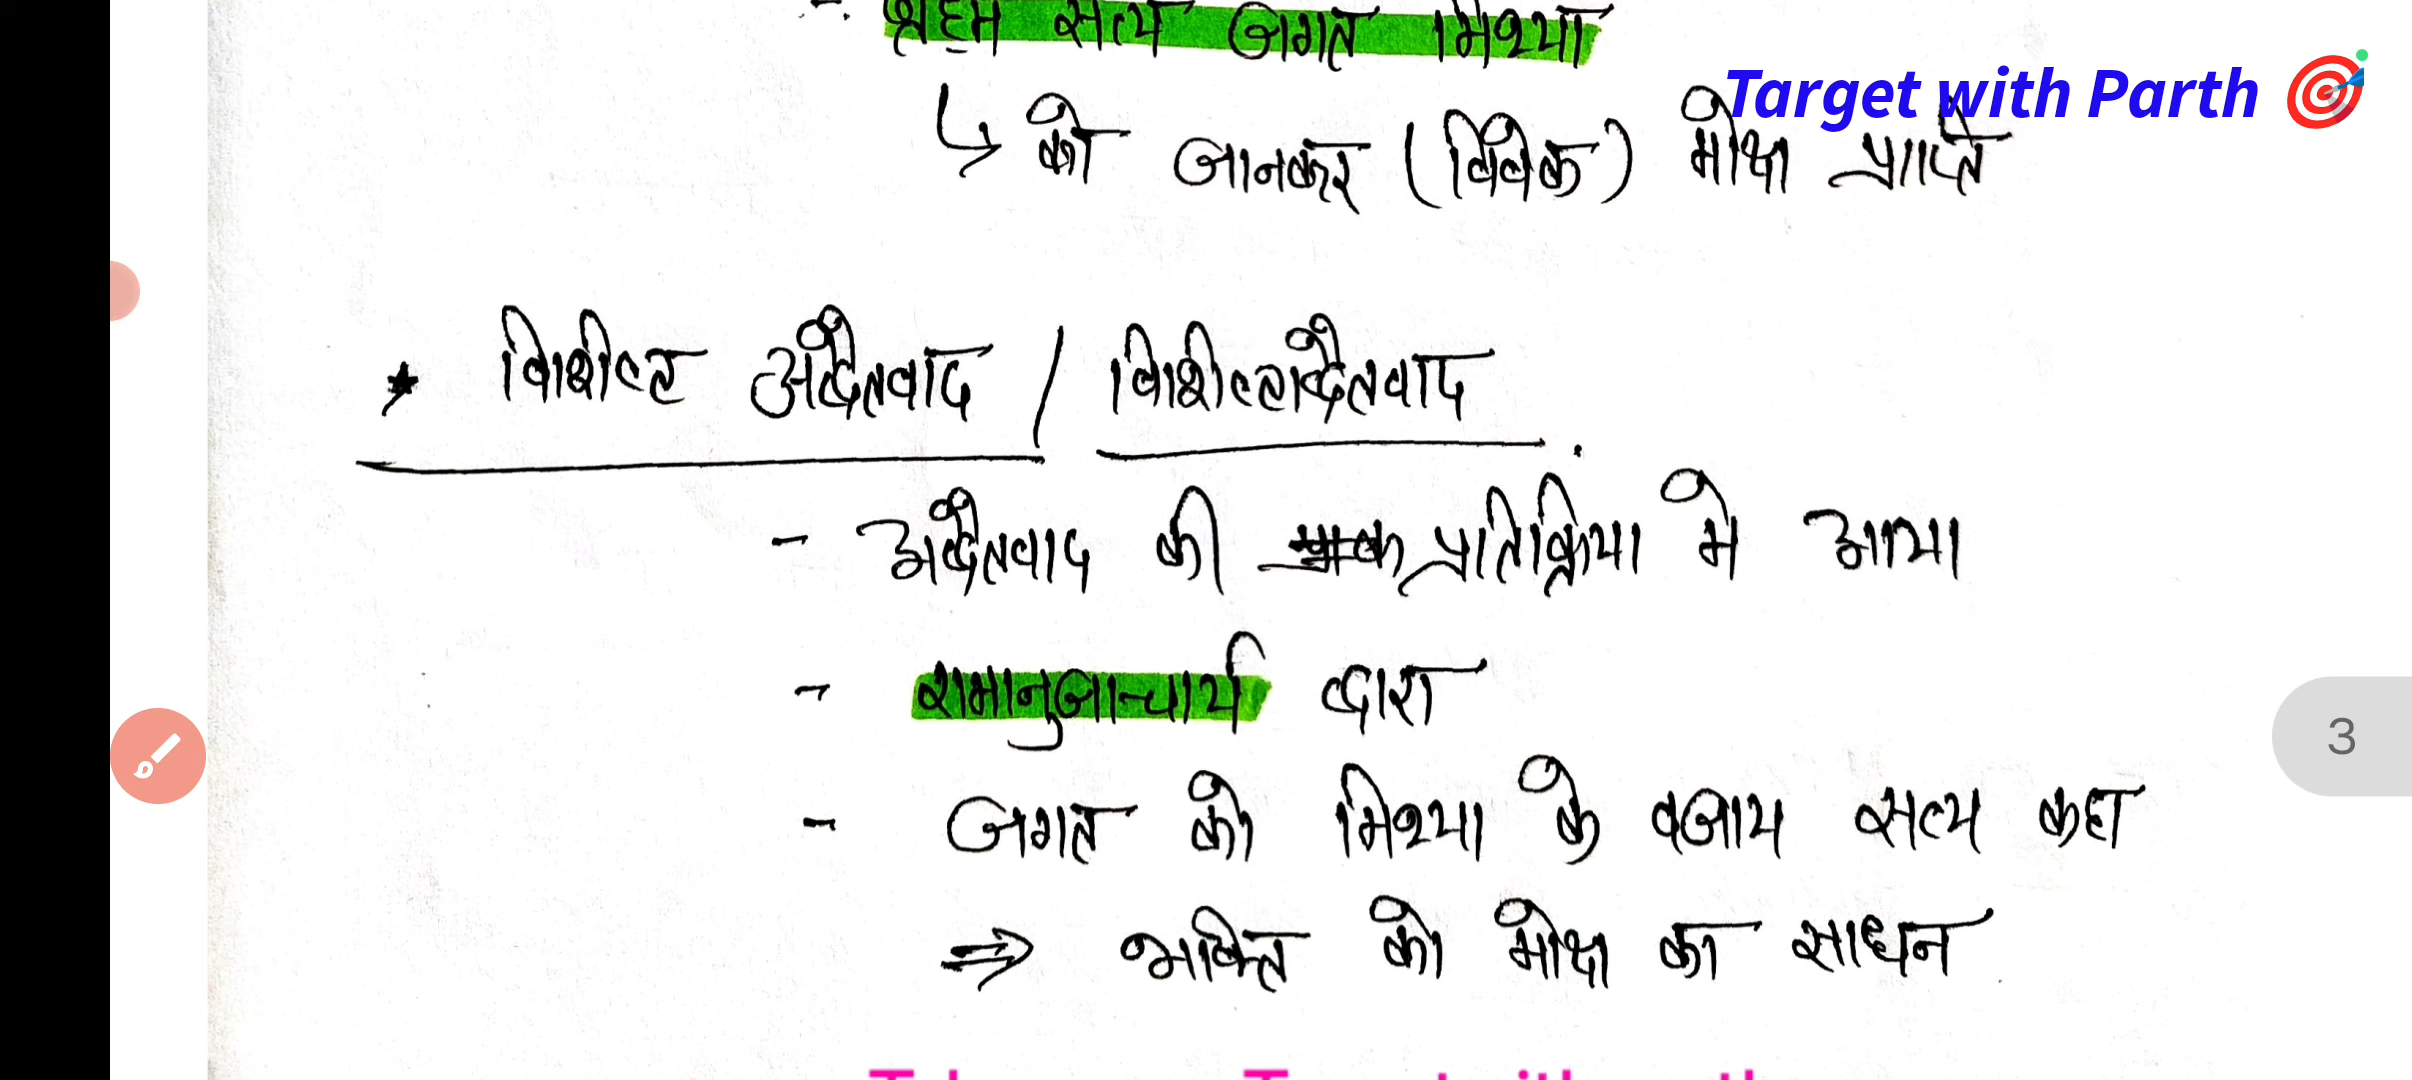 - ब्रह्म सत्य जगत मिथ्या
Target with Parth
↳ को जानकर (विवेक) मोक्ष प्राप्ति
★ विशिष्ट अद्वैतवाद / विशिष्टाद्वैतवाद
- अद्वैतवाद की प्रतिक्रिया मे आया
- रामानुजाचार्य द्वारा
3
- जगत को मिथ्या के बजाय सत्य कहा
⇒ भक्ति को मोक्ष का साधन